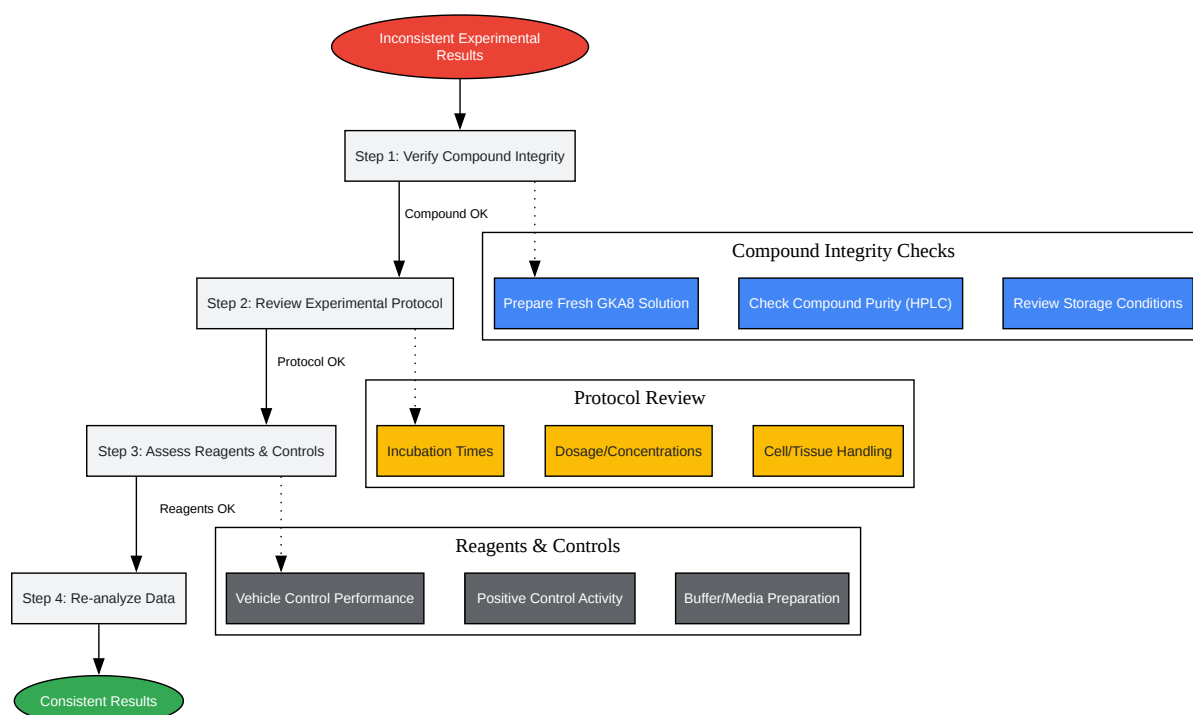 Inconsistent Experimental
Results
Step 1: Verify Compound Integrity
Compound OK
Compound Integrity Checks
Prepare Fresh GKA8 Solution
Check Compound Purity (HPLC)
Review Storage Conditions
Step 2: Review Experimental Protocol
Protocol OK
Protocol Review
Incubation Times
Dosage/Concentrations
Cell/Tissue Handling
Step 3: Assess Reagents & Controls
Reagents OK
Reagents & Controls
Vehicle Control Performance
Positive Control Activity
Buffer/Media Preparation
Step 4: Re-analyze Data
Consistent Results